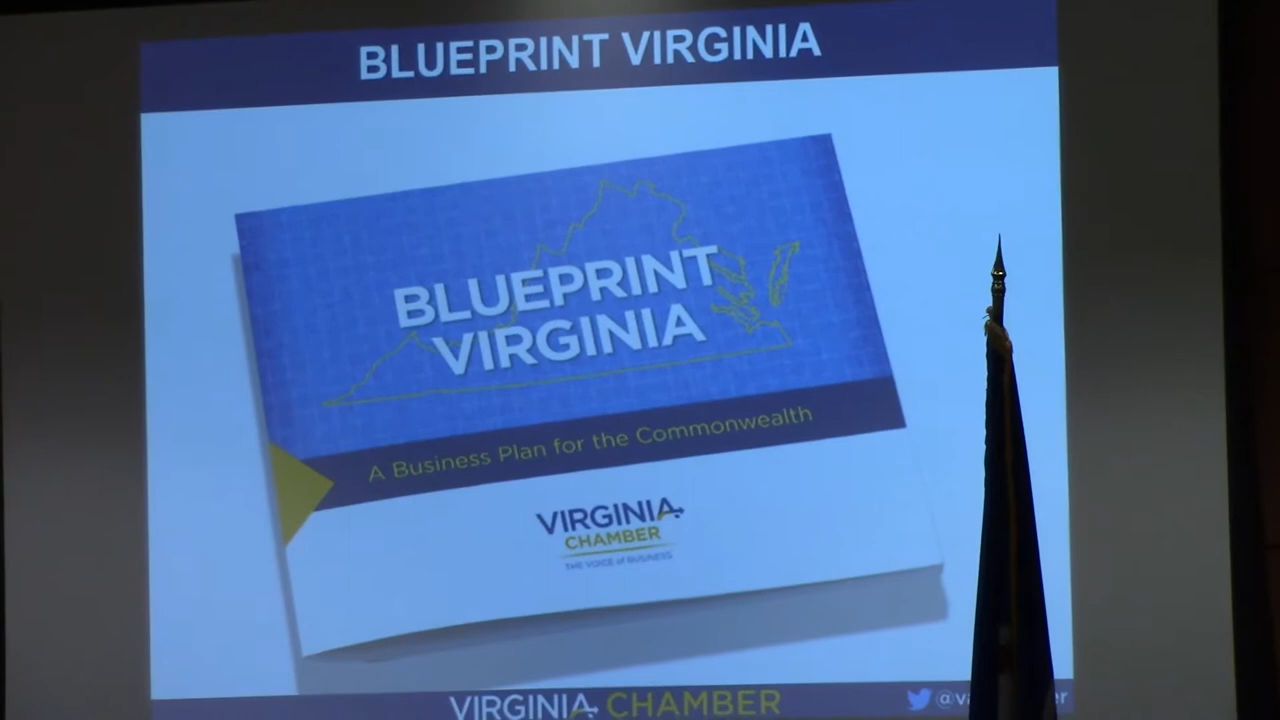 BLUEPRINT VIRGINIA
BLUEPRINT
VIRGINIA
A Business Plan for the Commonwealth
VIRGINIA
CHAMBER
THE VOICE of BUSINESS
VIRGINIA CHAMBER